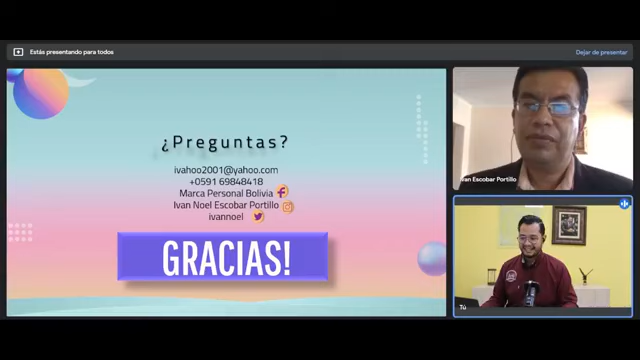 Estás presentando para todos
Dejar de presentar
¿Preguntas?
ivahoo2001@yahoo.com
+0591 69848418
Marca Personal Bolivia
Ivan Noel Escobar Portillo
ivannoel
GRACIAS!
Ivan Escobar Portillo
Tú